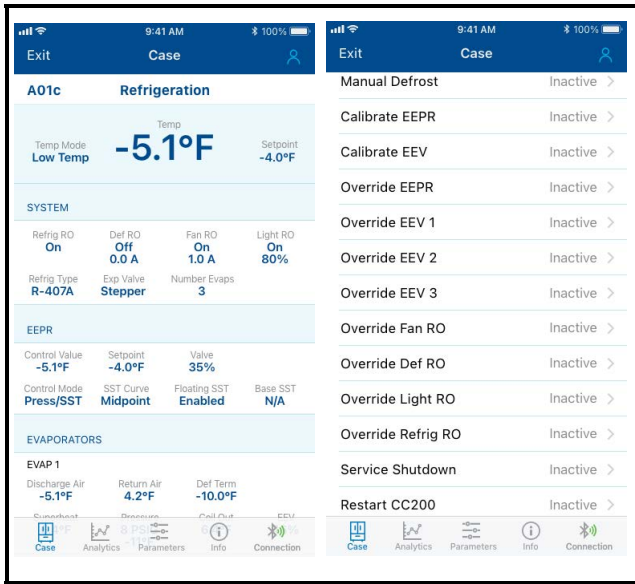 9:41 AM 100%
Exit Case
A01c Refrigeration
Temp
Temp Mode -5.1°F Setpoint
Low Temp -4.0°F
SYSTEM
Refrig RO Def RO Fan RO Light RO
On Off On On
0.0 A 1.0 A 80%
Refrig Type Exp Valve Number Evaps
R-407A Stepper 3
EEPR
Control Value Setpoint Valve
-5.1°F -4.0°F 35%
Control Mode SST Curve Floating SST Base SST
Press/SST Midpoint Enabled N/A
EVAPORATORS
EVAP 1
Discharge Air Return Air Def Term
-5.1°F 4.2°F -10.0°F
Superheat Pressure Coil Out EEV
8 PSI
Case Analytics Parameters Info Connection
9:41 AM 100%
Exit Case
Manual Defrost Inactive
Calibrate EEPR Inactive
Calibrate EEV Inactive
Override EEPR Inactive
Override EEV 1 Inactive
Override EEV 2 Inactive
Override EEV 3 Inactive
Override Fan RO Inactive
Override Def RO Inactive
Override Light RO Inactive
Override Refrig RO Inactive
Service Shutdown Inactive
Restart CC200 Inactive
Case Analytics Parameters Info Connection